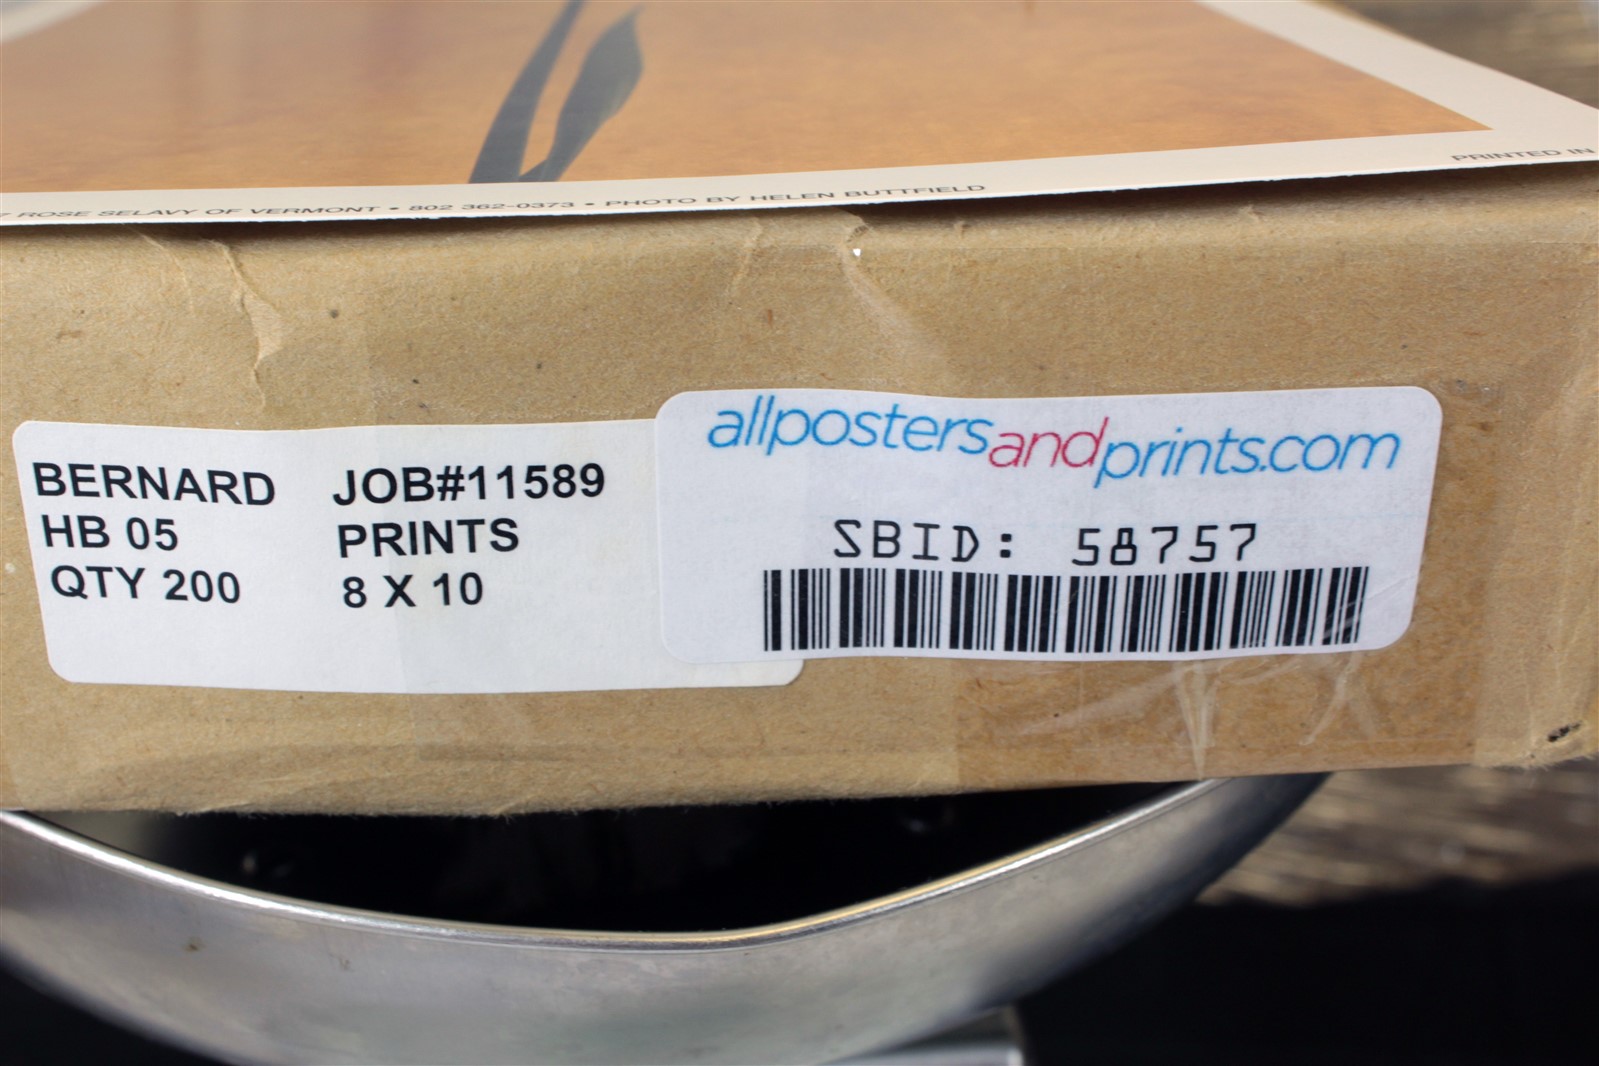 ROSE SELAVY OF VERMONT • 802 362-0373 • PHOTO BY HELEN BUTTFIELD
PRINTED IN
BERNARD JOB#11589
HB 05 PRINTS
QTY 200 8 X 10
allpostersandprints.com
SBID: 58757